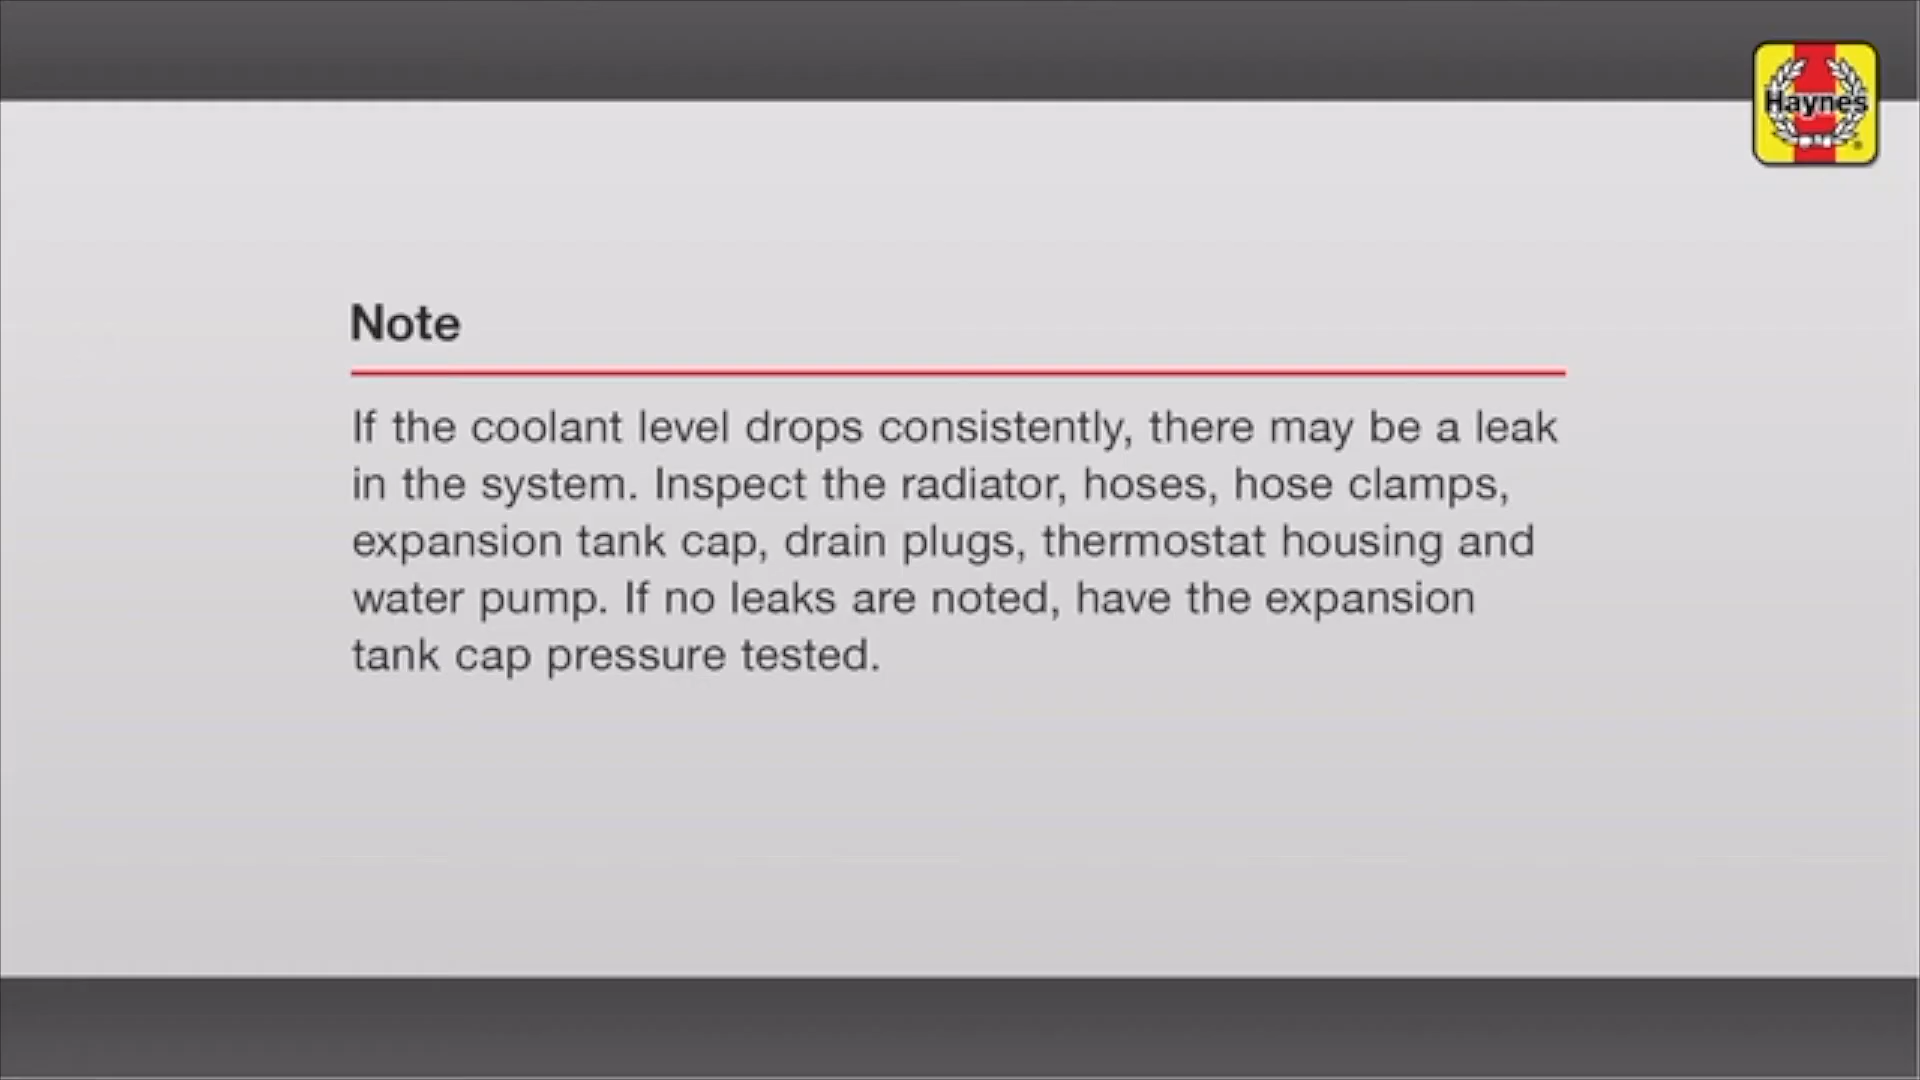 Haynes
Note
If the coolant level drops consistently, there may be a leak
in the system. Inspect the radiator, hoses, hose clamps,
expansion tank cap, drain plugs, thermostat housing and
water pump. If no leaks are noted, have the expansion
tank cap pressure tested.